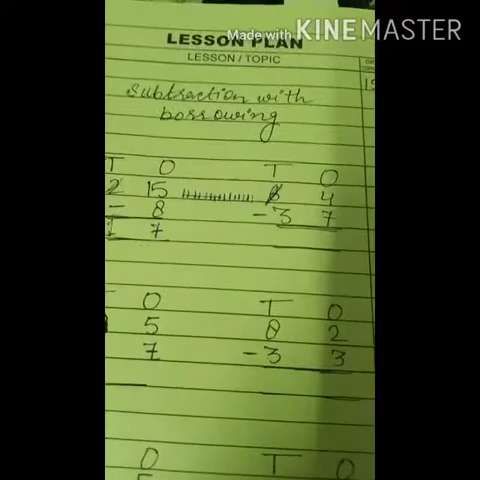 Made with KINEMASTER
LESSON PLAN
LESSON / TOPIC
Subtraction with
borrowing
T O T O
2 15 8 4
- 8 - 3 7
1 7
O T O
5 8 2
7 - 3 3
O T O